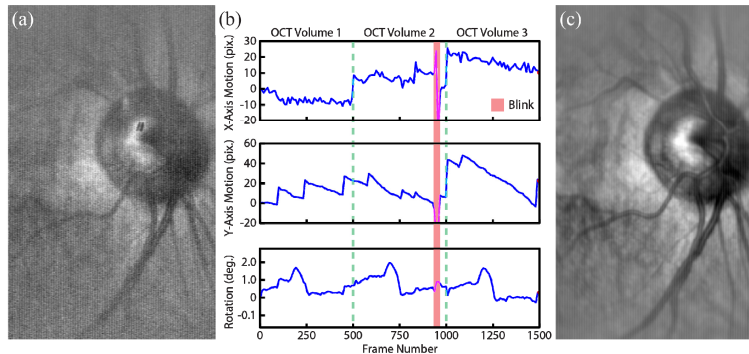 (a)
(b)
OCT Volume 1 OCT Volume 2 OCT Volume 3
X-Axis Motion (pix.)
30
20
10
0
-10
-20
Blink
Y-Axis Motion (pix.)
60
40
20
0
-20
Rotation (deg.)
2.0
1.0
0.0
-0.1
0 250 500 750 1000 1250 1500
Frame Number
(c)